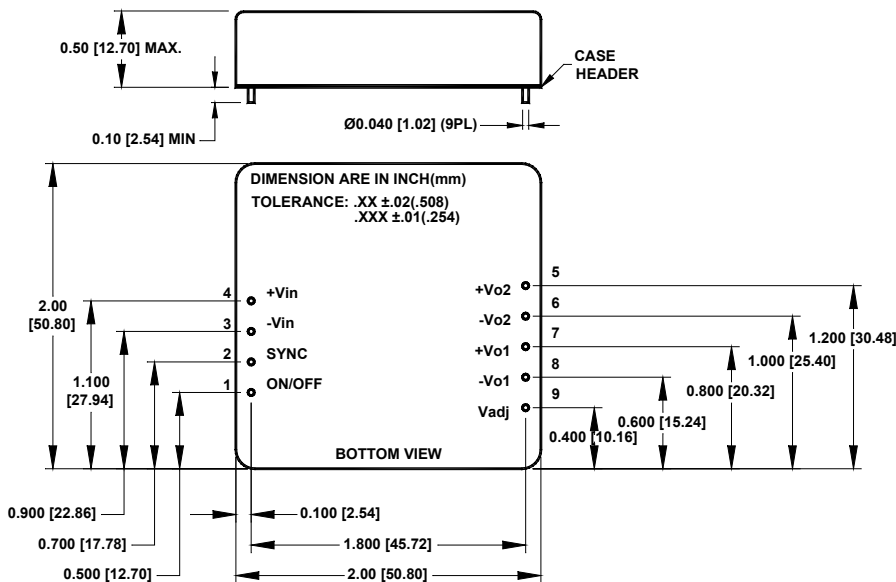 0.50 [12.70] MAX.
CASE
HEADER
0.10 [2.54] MIN
Ø0.040 [1.02] (9PL)
DIMENSION ARE IN INCH(mm)
TOLERANCE: .XX ±.02(.508)
.XXX ±.01(.254)
2.00
[50.80]
1.100
[27.94]
4 +Vin
3 -Vin
2 SYNC
1 ON/OFF
+Vo2 5
-Vo2 6
+Vo1 7
-Vo1 8
Vadj 9
1.200 [30.48]
1.000 [25.40]
0.800 [20.32]
0.600 [15.24]
0.400 [10.16]
BOTTOM VIEW
0.900 [22.86]
0.700 [17.78]
0.500 [12.70]
0.100 [2.54]
1.800 [45.72]
2.00 [50.80]